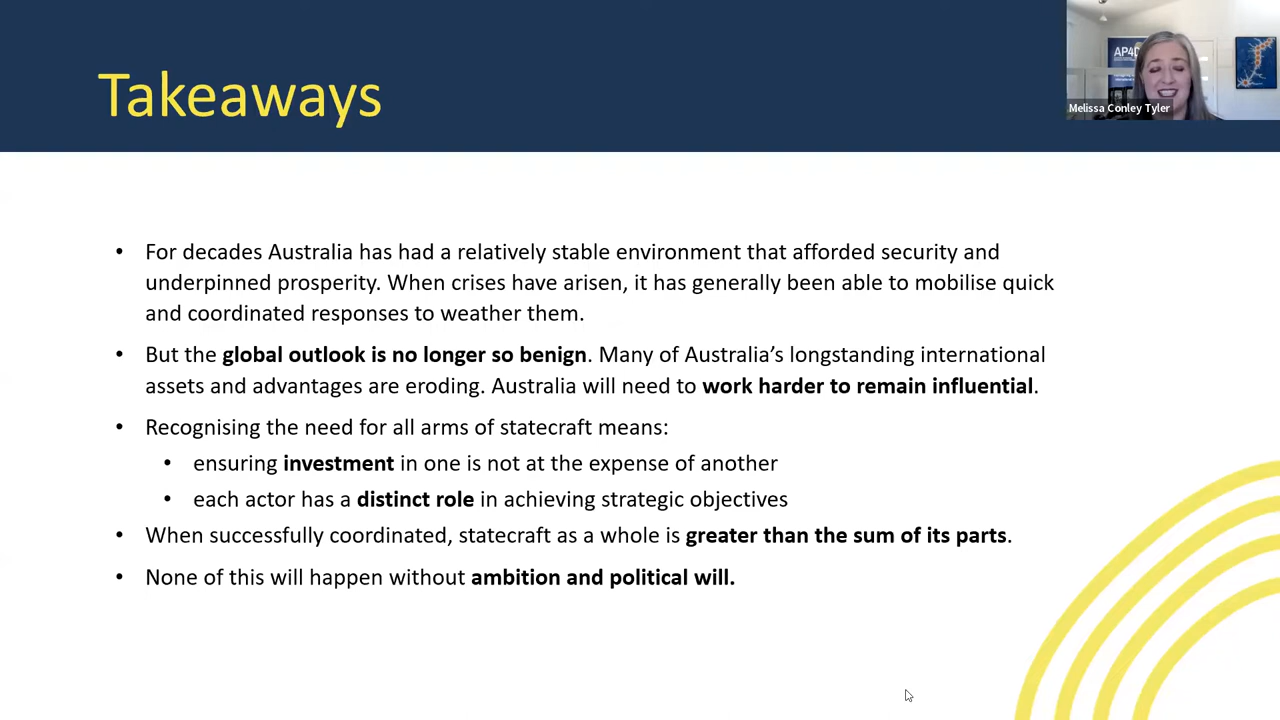 Takeaways
AP4D
Melissa Conley Tyler
• For decades Australia has had a relatively stable environment that afforded security and
underpinned prosperity. When crises have arisen, it has generally been able to mobilise quick
and coordinated responses to weather them.
• But the global outlook is no longer so benign. Many of Australia’s longstanding international
assets and advantages are eroding. Australia will need to work harder to remain influential.
• Recognising the need for all arms of statecraft means:
• ensuring investment in one is not at the expense of another
• each actor has a distinct role in achieving strategic objectives
• When successfully coordinated, statecraft as a whole is greater than the sum of its parts.
• None of this will happen without ambition and political will.